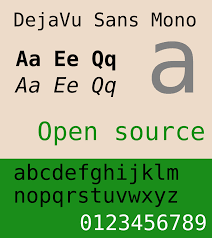 DejaVu Sans Mono
Aa Ee Qq
Aa Ee Qq
a
Open source
abcdefghijklm
nopqrstuvwxyz
0123456789